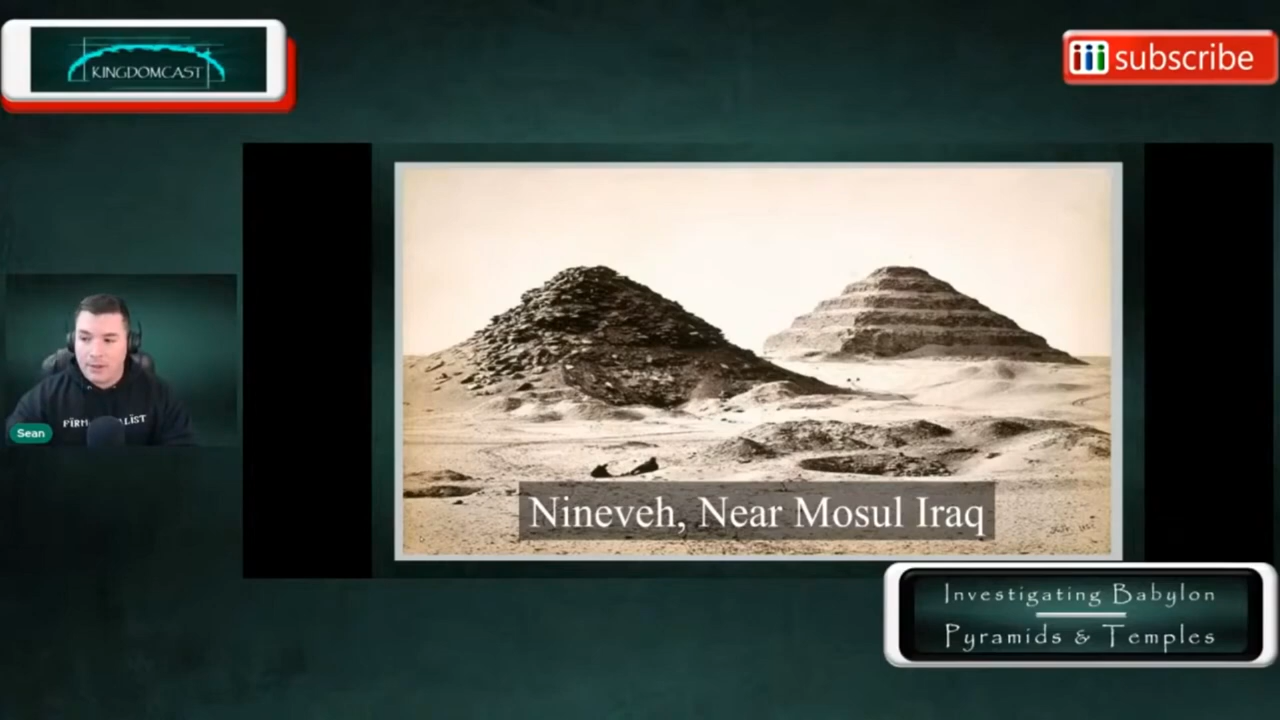 KINGDOMCAST
subscribe
Sean
Nineveh, Near Mosul Iraq
Investigating Babylon
Pyramids & Temples